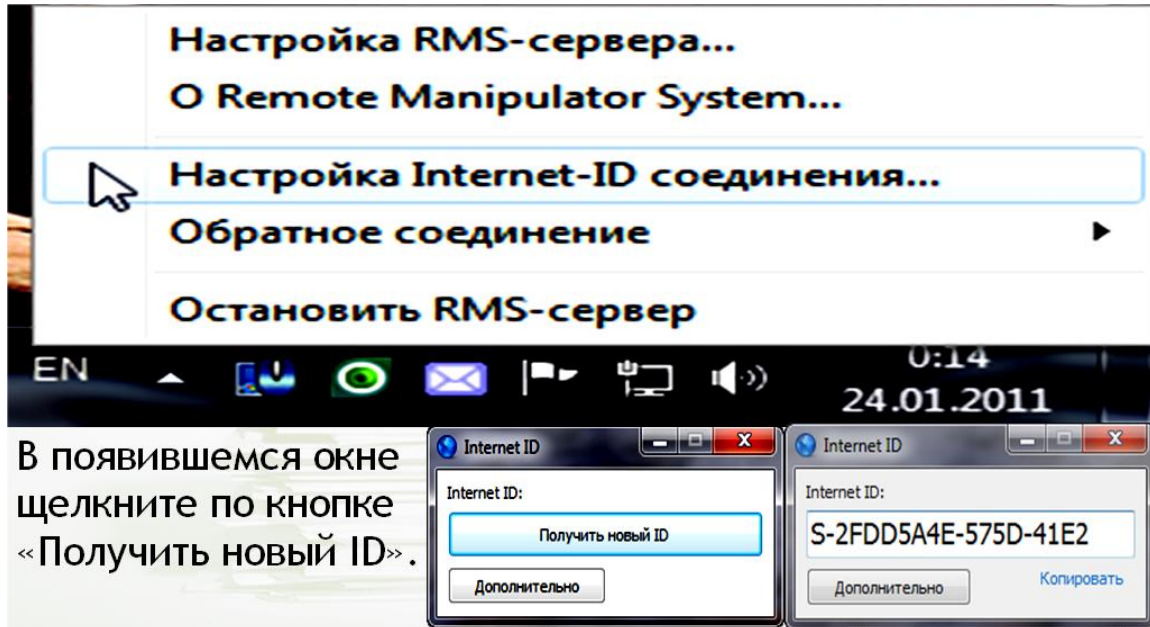 Настройка RMS-сервера...
О Remote Manipulator System...
Настройка Internet-ID соединения...
Обратное соединение
Остановить RMS-сервер
EN
0:14
24.01.2011
В появившемся окне
щелкните по кнопке
«Получить новый ID».
Internet ID
Internet ID:
Получить новый ID
Дополнительно
Internet ID
Internet ID:
S-2FDD5A4E-575D-41E2
Дополнительно
Копировать